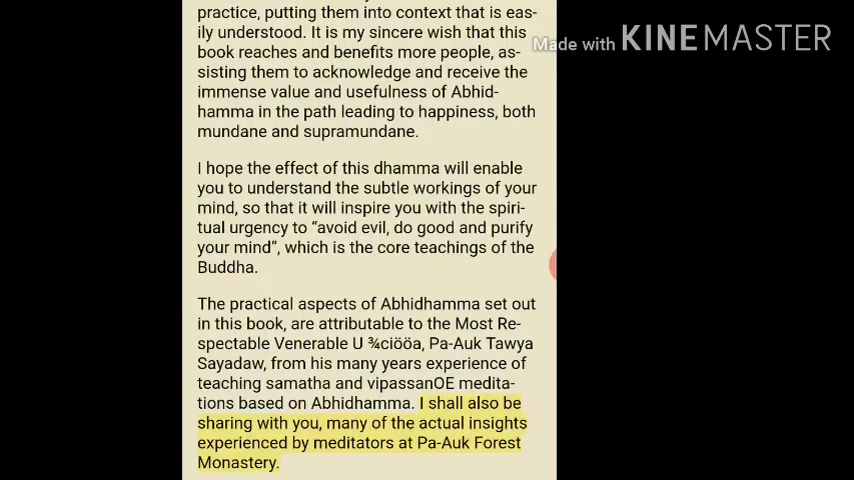 practice, putting them into context that is eas-
ily understood. It is my sincere wish that this
book reaches and benefits more people, as-
sisting them to acknowledge and receive the
immense value and usefulness of Abhid-
hamma in the path leading to happiness, both
mundane and supramundane.
I hope the effect of this dhamma will enable
you to understand the subtle workings of your
mind, so that it will inspire you with the spiri-
tual urgency to “avoid evil, do good and purify
your mind”, which is the core teachings of the
Buddha.
The practical aspects of Abhidhamma set out
in this book, are attributable to the Most Re-
spectable Venerable U ¾ciööa, Pa-Auk Tawya
Sayadaw, from his many years experience of
teaching samatha and vipassanOE medita-
tions based on Abhidhamma. I shall also be
sharing with you, many of the actual insights
experienced by meditators at Pa-Auk Forest
Monastery.
Made with KINEMASTER